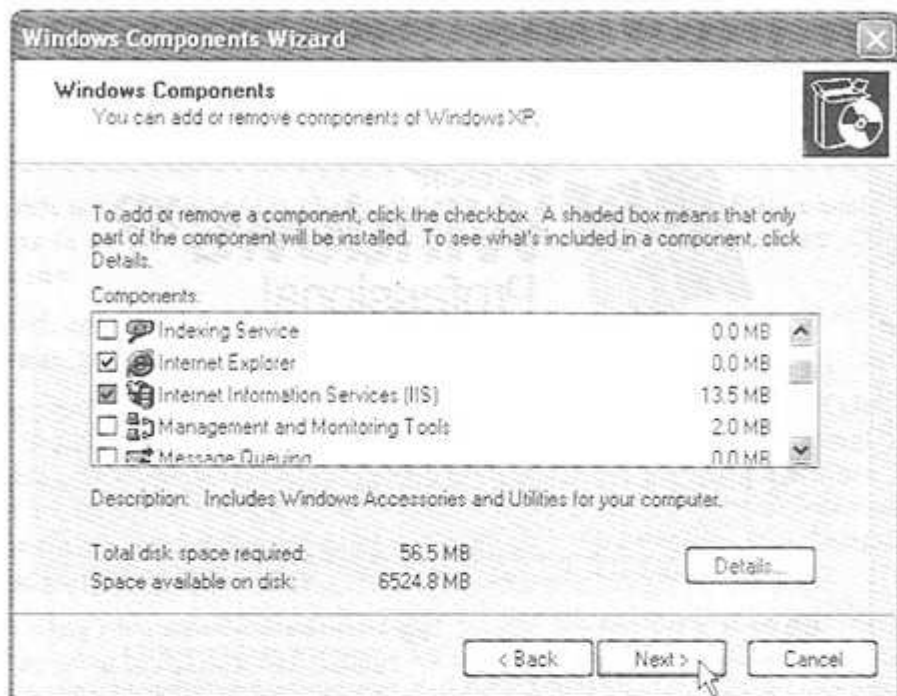 Windows Components Wizard
Windows Components
You can add or remove components of Windows XP.
To add or remove a component, click the checkbox. A shaded box means that only
part of the component will be installed. To see what's included in a component, click
Details.
Components:
Indexing Service 0.0 MB
Internet Explorer 0.0 MB
Internet Information Services (IIS) 13.5 MB
Management and Monitoring Tools 2.0 MB
Message Queuing 0.0 MB
Description: Includes Windows Accessories and Utilities for your computer.
Total disk space required: 56.5 MB
Space available on disk: 6524.8 MB
Details...
< Back Next > Cancel